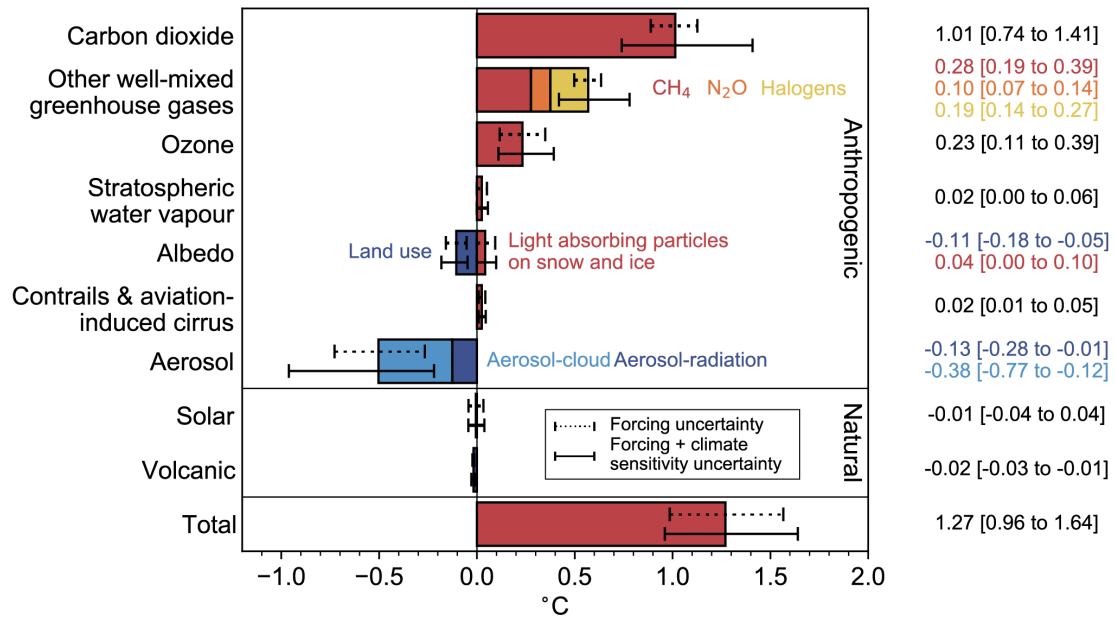 Carbon dioxide
1.01 [0.74 to 1.41]
Other well-mixed
greenhouse gases
CH₄ N₂O Halogens
0.28 [0.19 to 0.39]
0.10 [0.07 to 0.14]
0.19 [0.14 to 0.27]
Ozone
0.23 [0.11 to 0.39]
Anthropogenic
Stratospheric
water vapour
0.02 [0.00 to 0.06]
Albedo
Land use
Light absorbing particles
on snow and ice
-0.11 [-0.18 to -0.05]
0.04 [0.00 to 0.10]
Contrails & aviation-
induced cirrus
0.02 [0.01 to 0.05]
Aerosol
Aerosol-cloud Aerosol-radiation
-0.13 [-0.28 to -0.01]
-0.38 [-0.77 to -0.12]
Solar
-0.01 [-0.04 to 0.04]
Natural
Forcing uncertainty
Forcing + climate
sensitivity uncertainty
Volcanic
-0.02 [-0.03 to -0.01]
Total
1.27 [0.96 to 1.64]
−1.0 −0.5 0.0 0.5 1.0 1.5 2.0
°C